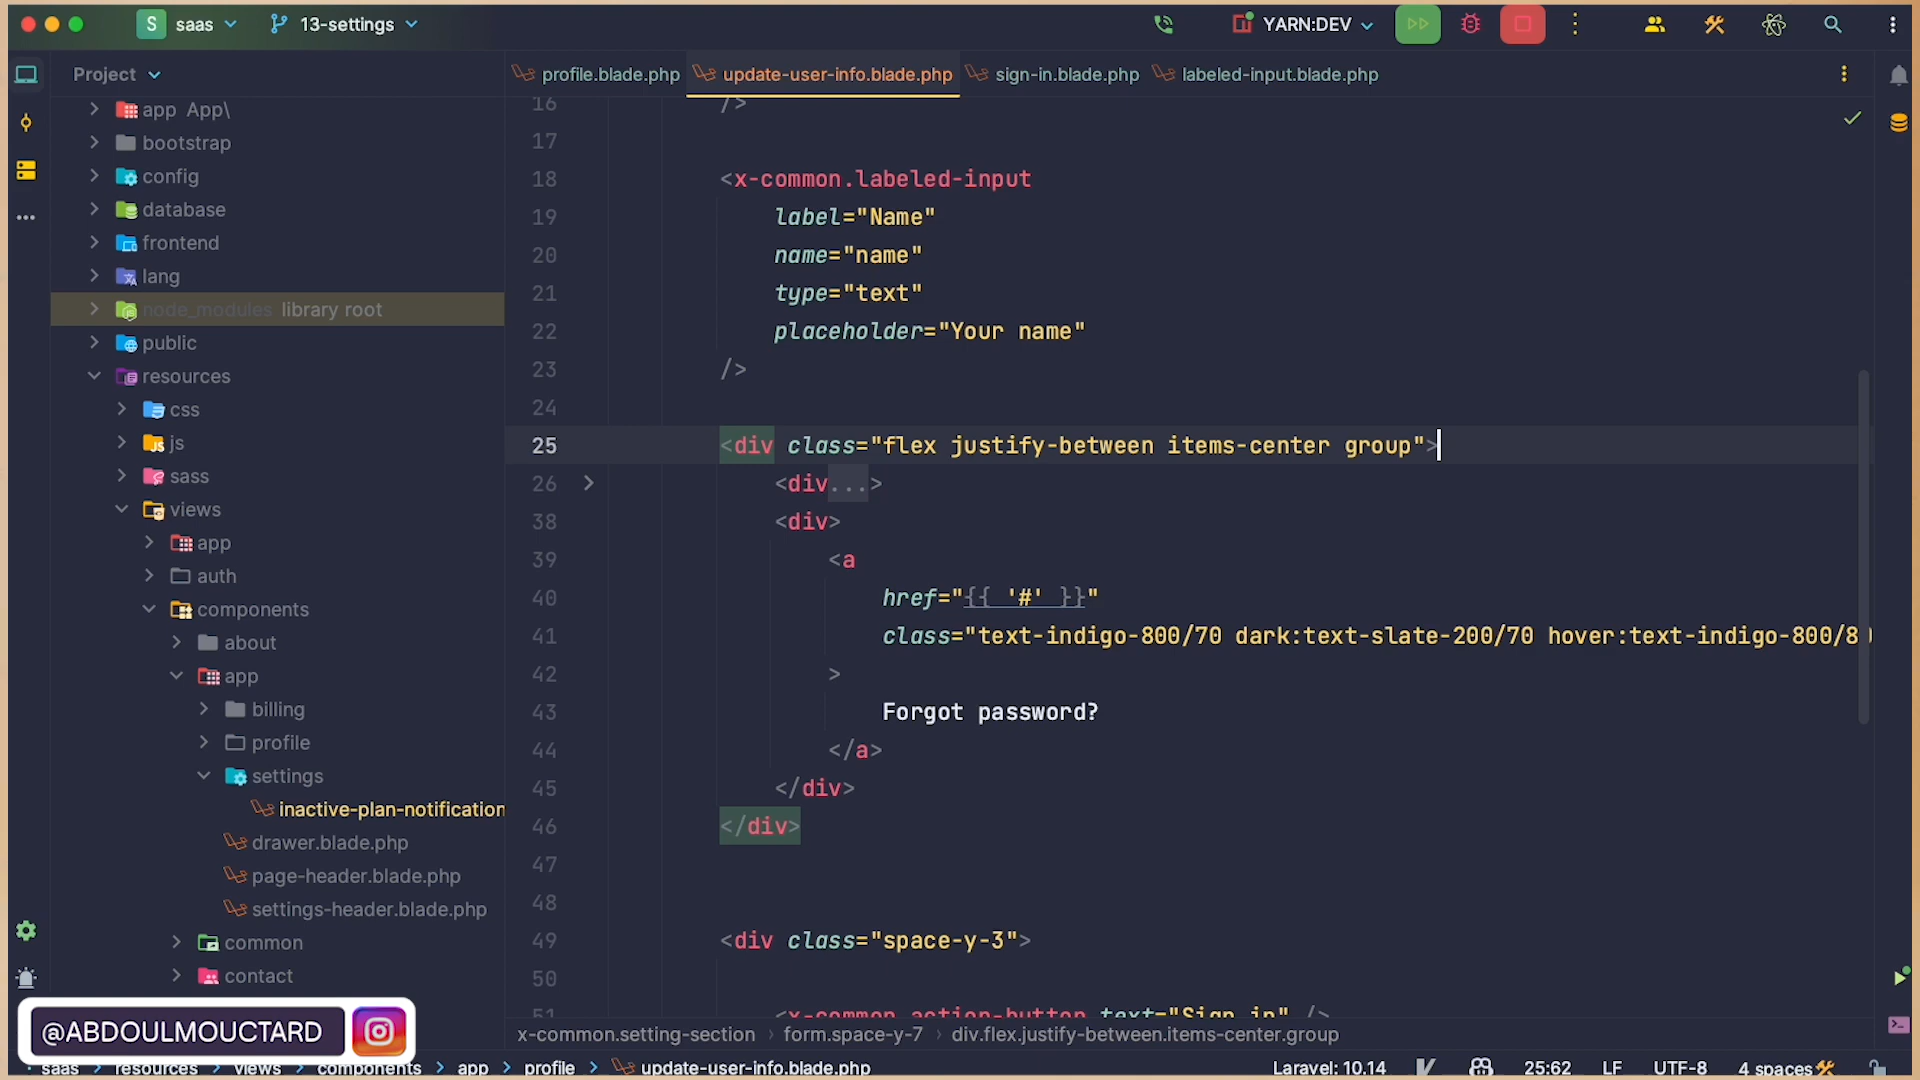 S saas 13-settings YARN:DEV
Project
profile.blade.php update-user-info.blade.php sign-in.blade.php labeled-input.blade.php
app App\
bootstrap
config
database
frontend
lang
node_modules library root
public
resources
css
js
sass
views
app
auth
components
about
app
billing
profile
settings
inactive-plan-notification
drawer.blade.php
page-header.blade.php
settings-header.blade.php
common
contact
16 />
17
18 <x-common.labeled-input
19 label="Name"
20 name="name"
21 type="text"
22 placeholder="Your name"
23 />
24
25 <div class="flex justify-between items-center group">
26 <div...>
38 <div>
39 <a
40 href="{{ '#' }}"
41 class="text-indigo-800/70 dark:text-slate-200/70 hover:text-indigo-800/80
42 >
43 Forgot password?
44 </a>
45 </div>
46 </div>
47
48
49 <div class="space-y-3">
50
51 <x-common.action-button text="Sign in" />
@ABDOULMOUCTARD
x-common.setting-section › form.space-y-7 › div.flex.justify-between.items-center.group
saas › resources › views › components › app › profile › update-user-info.blade.php
Laravel: 10.14 25:62 LF UTF-8 4 spaces